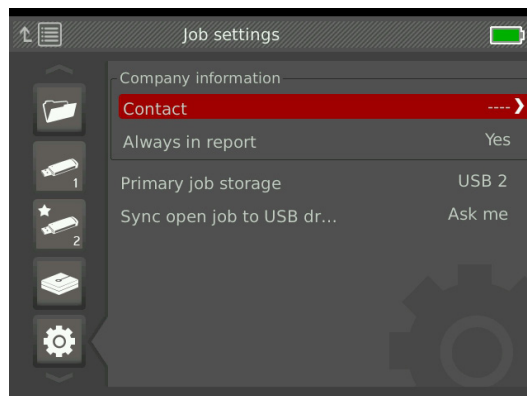 Job settings
Company information
Contact ----
Always in report Yes
1
Primary job storage USB 2
Sync open job to USB dr... Ask me
2